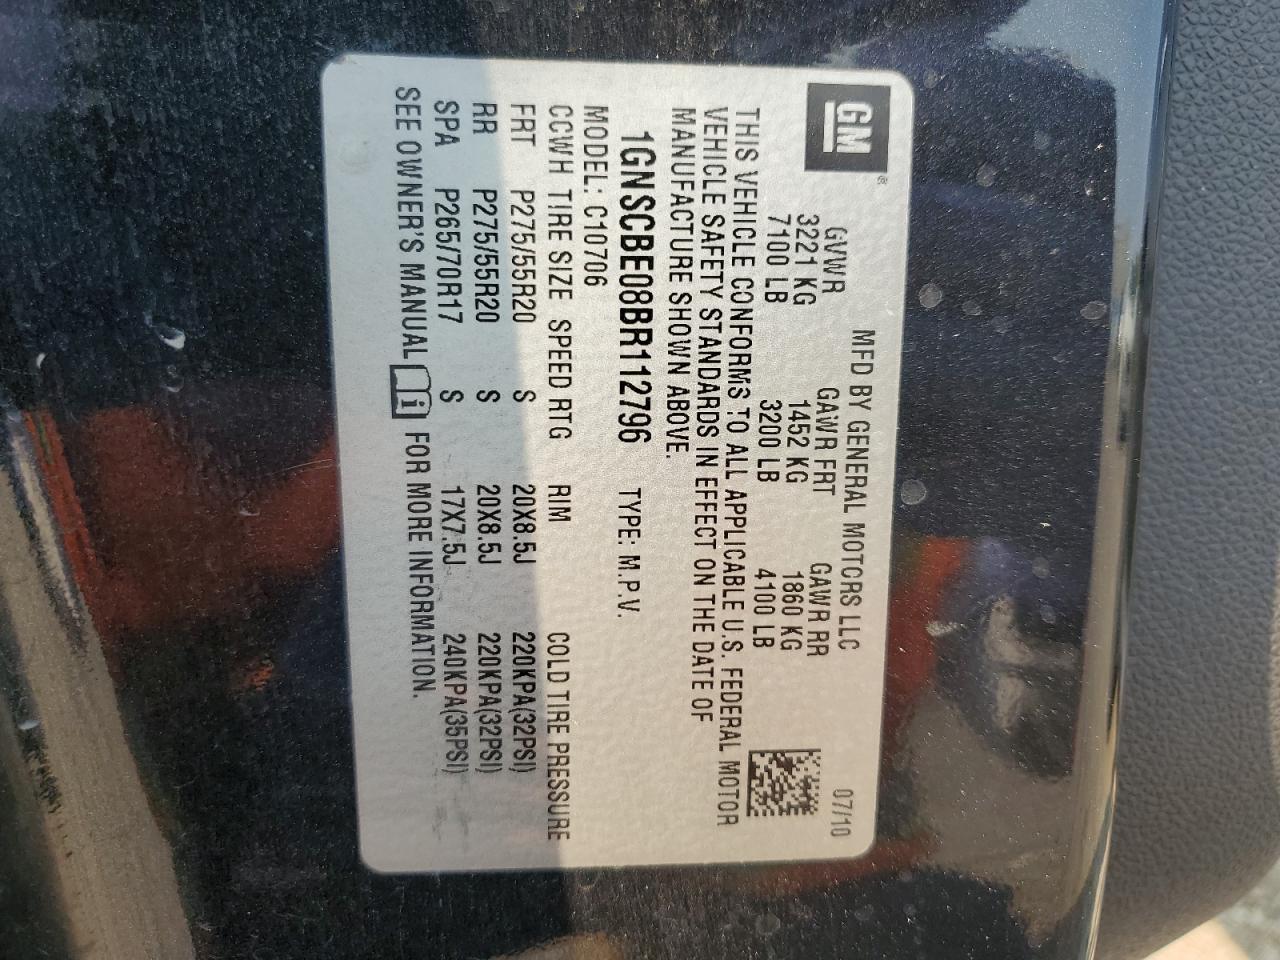 GM®
MFD BY GENERAL MOTORS LLC 07/10
GVWR GAWR FRT GAWR RR
3221 KG 1452 KG 1860 KG
7100 LB 3200 LB 4100 LB
THIS VEHICLE CONFORMS TO ALL APPLICABLE U.S. FEDERAL MOTOR
VEHICLE SAFETY STANDARDS IN EFFECT ON THE DATE OF
MANUFACTURE SHOWN ABOVE.
1GNSCBE08BR112796 TYPE: M.P.V.
MODEL: C10706
CCWH TIRE SIZE SPEED RTG RIM COLD TIRE PRESSURE
FRT P275/55R20 S 20X8.5J 220KPA(32PSI)
RR P275/55R20 S 20X8.5J 220KPA(32PSI)
SPA P265/70R17 S 17X7.5J 240KPA(35PSI)
SEE OWNER'S MANUAL i FOR MORE INFORMATION.